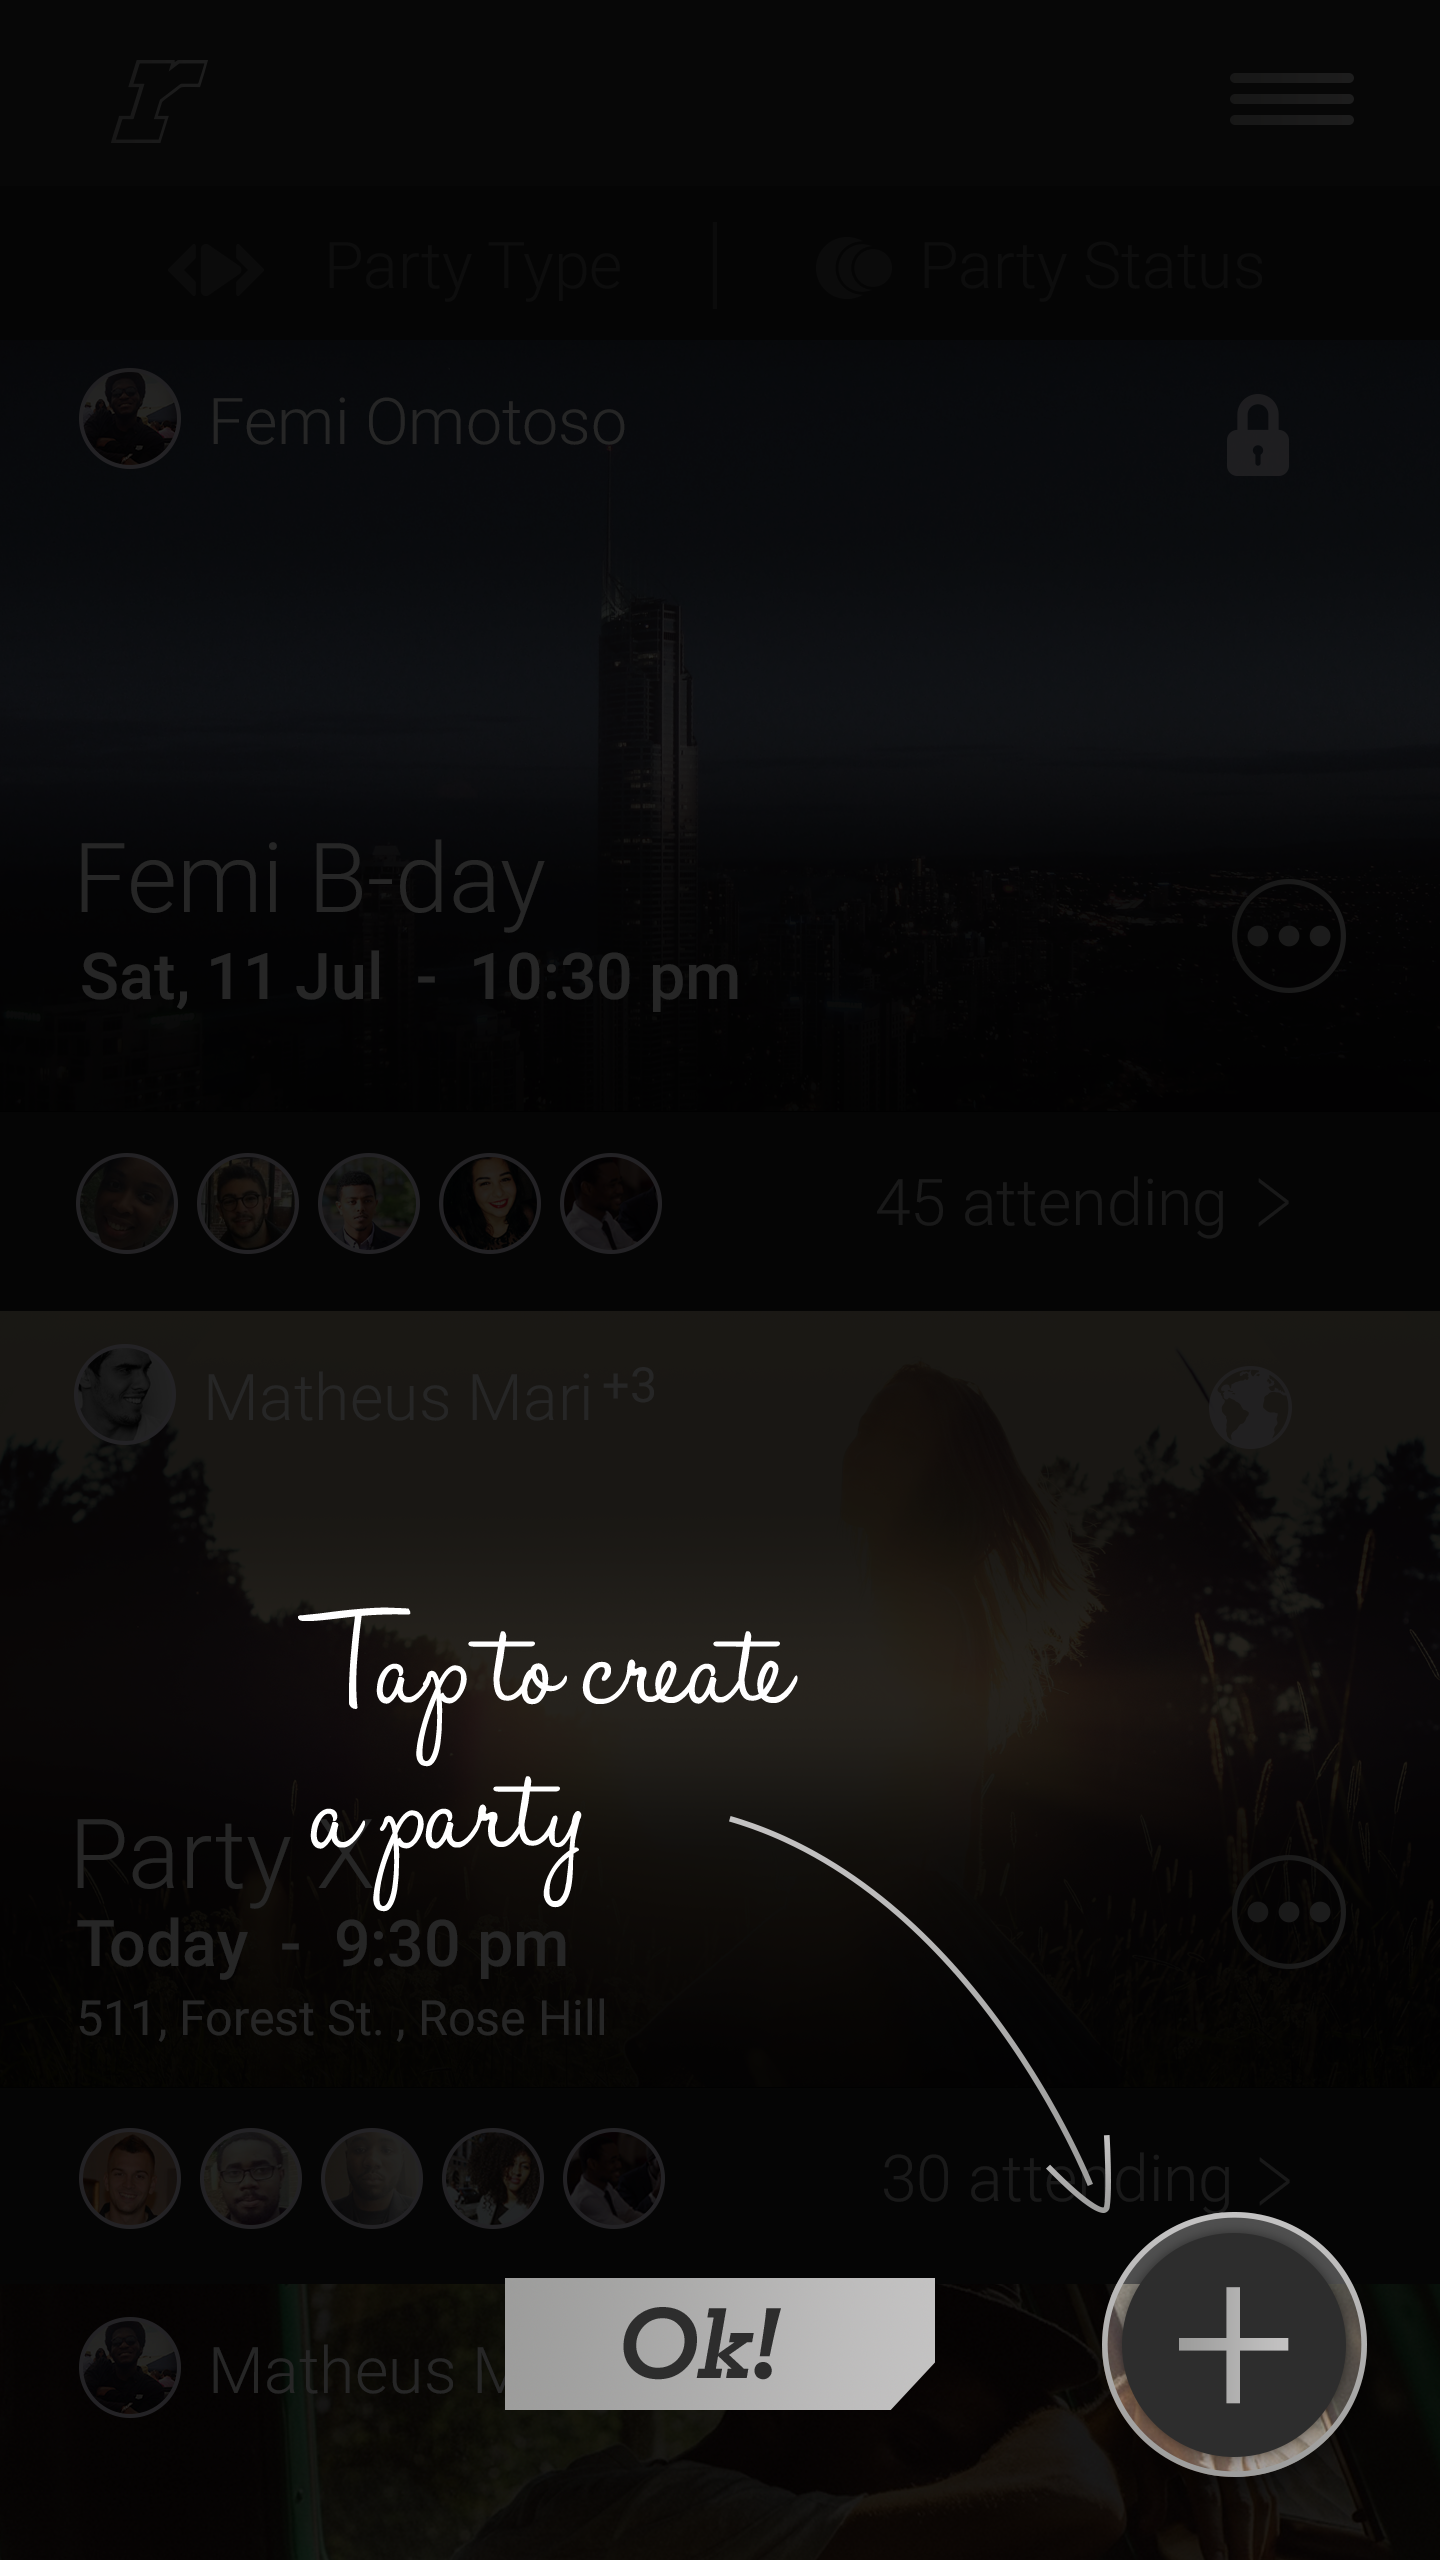 r
Party Type | Party Status
Femi Omotoso
Femi B-day
Sat, 11 Jul - 10:30 pm
45 attending >
Matheus Mari +3
Tap to create
a party
Party X
Today - 9:30 pm
511, Forest St. , Rose Hill
30 attending >
Ok!
Matheus M